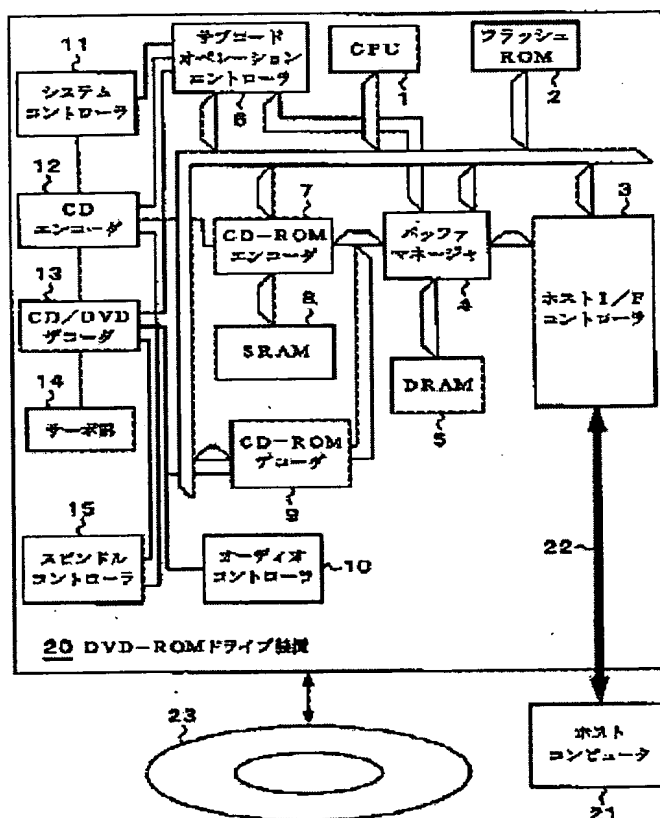 11
システム
コントローラ
サブコード
オペレーション
コントローラ
6
CPU
1
フラッシュ
ROM
2
12
CD
エンコーダ
7
CD-ROM
エンコーダ
バッファ
マネージャ
4
3
ホストI/F
コントローラ
13
CD/DVD
デコーダ
8
SRAM
DRAM
5
14
サーボ部
CD-ROM
デコーダ
9
15
スピンドル
コントローラ
オーディオ
コントローラ
10
22
20 DVD-ROMドライブ装置
23
ホスト
コンピュータ
21